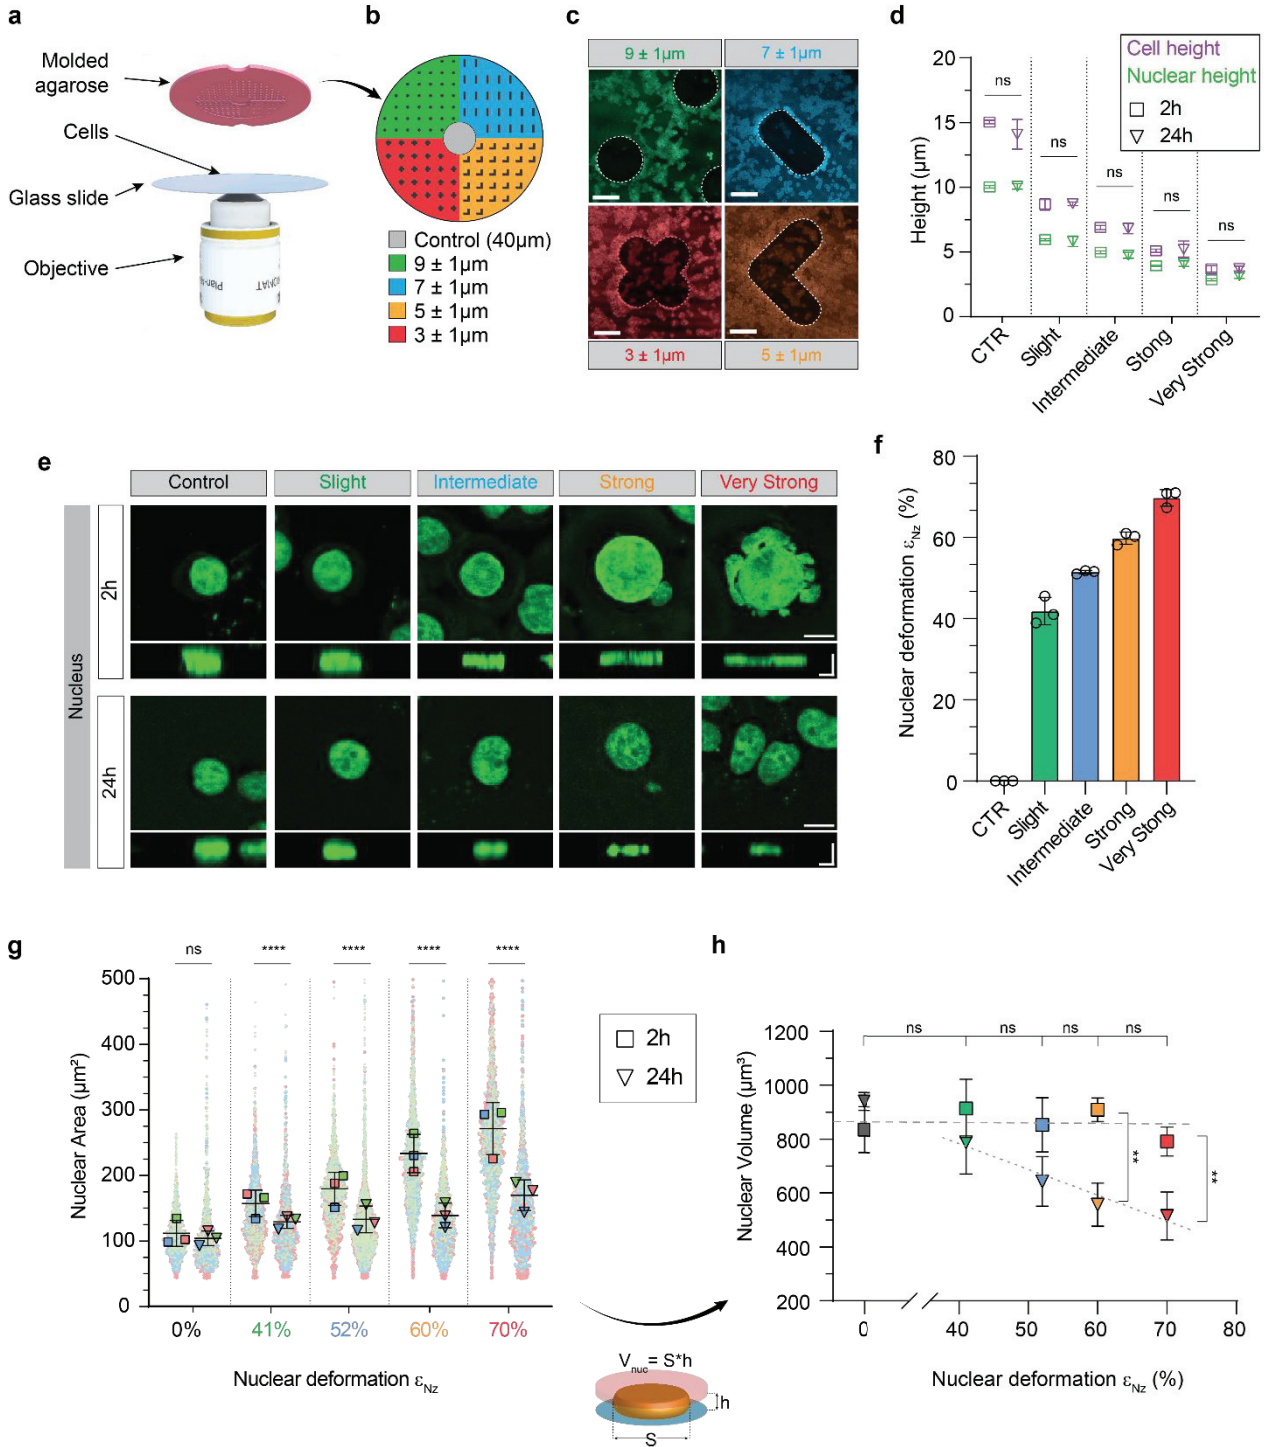 a
Molded
agarose
Cells
Glass slide
Objective
b
Control (40µm)
9 ± 1µm
7 ± 1µm
5 ± 1µm
3 ± 1µm
c
9 ± 1µm
7 ± 1µm
3 ± 1µm
5 ± 1µm
d
Cell height
Nuclear height
2h
24h
Height (µm)
20
15
10
5
0
ns
ns
ns
ns
ns
CTR
Slight
Intermediate
Stong
Very Strong
e
Control
Slight
Intermediate
Strong
Very Strong
Nucleus
2h
24h
f
Nuclear deformation εNz (%)
80
60
40
20
0
CTR
Slight
Intermediate
Strong
Very Stong
g
ns
****
****
****
****
Nuclear Area (µm²)
500
400
300
200
100
0
0%
41%
52%
60%
70%
Nuclear deformation εNz
2h
24h
Vnuc = S*h
h
S
h
ns
ns
ns
ns
Nuclear Volume (µm³)
1200
1000
800
600
400
200
**
**
0
40
50
60
70
80
Nuclear deformation εNz (%)